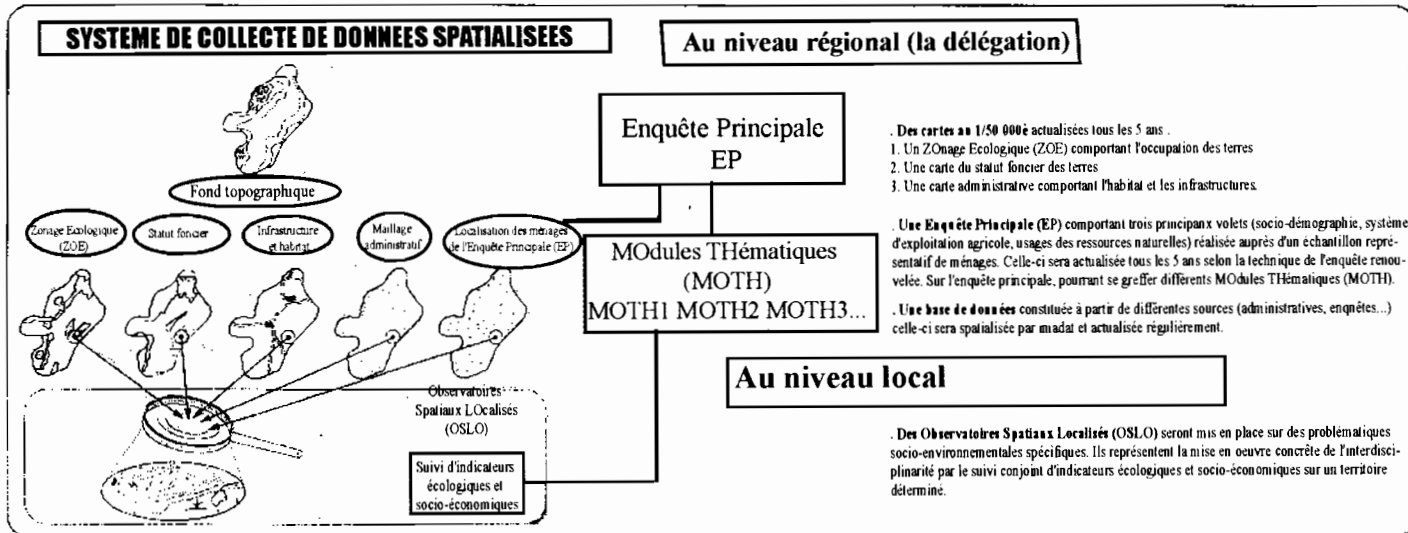 SYSTEME DE COLLECTE DE DONNEES SPATIALISEES
Fond topographique
Zonage Ecologique
(ZOE)
Statut foncier
Infrastructure
et habitat
Maillage
administratif
Localisation des ménages
de l'Enquête Principale (EP)
Observatoires
Spatiaux LOcalisés
(OSLO)
Suivi d'indicateurs
écologiques et
socio-économiques
Enquête Principale
EP
MOdules THématiques
(MOTH)
MOTH1 MOTH2 MOTH3...
Au niveau régional (la délégation)
. Des cartes au 1/50 000è actualisées tous les 5 ans .
1. Un ZOnage Ecologique (ZOE) comportant l'occupation des terres
2. Une carte du statut foncier des terres
3. Une carte administrative comportant l'habitat et les infrastructures.
. Une Enquête Principale (EP) comportant trois principaux volets (socio-démographie, système
d'exploitation agricole, usages des ressources naturelles) réalisée auprès d'un échantillon repré-
sentatif de ménages. Celle-ci sera actualisée tous les 5 ans selon la technique de l'enquête renou-
velée. Sur l'enquête principale, pourrant se greffer différents MOdules THématiques (MOTH).
. Une base de données constituée à partir de différentes sources (administratives, enquêtes...)
celle-ci sera spatialisée par imadat et actualisée régulièrement.
Au niveau local
. Des Observatoires Spatiaux Localisés (OSLO) seront mis en place sur des problématiques
socio-environnementales spécifiques. Ils représentent la mise en oeuvre concrète de l'interdisci-
plinarité par le suivi conjoint d'indicateurs écologiques et socio-économiques sur un territoire
déterminé.